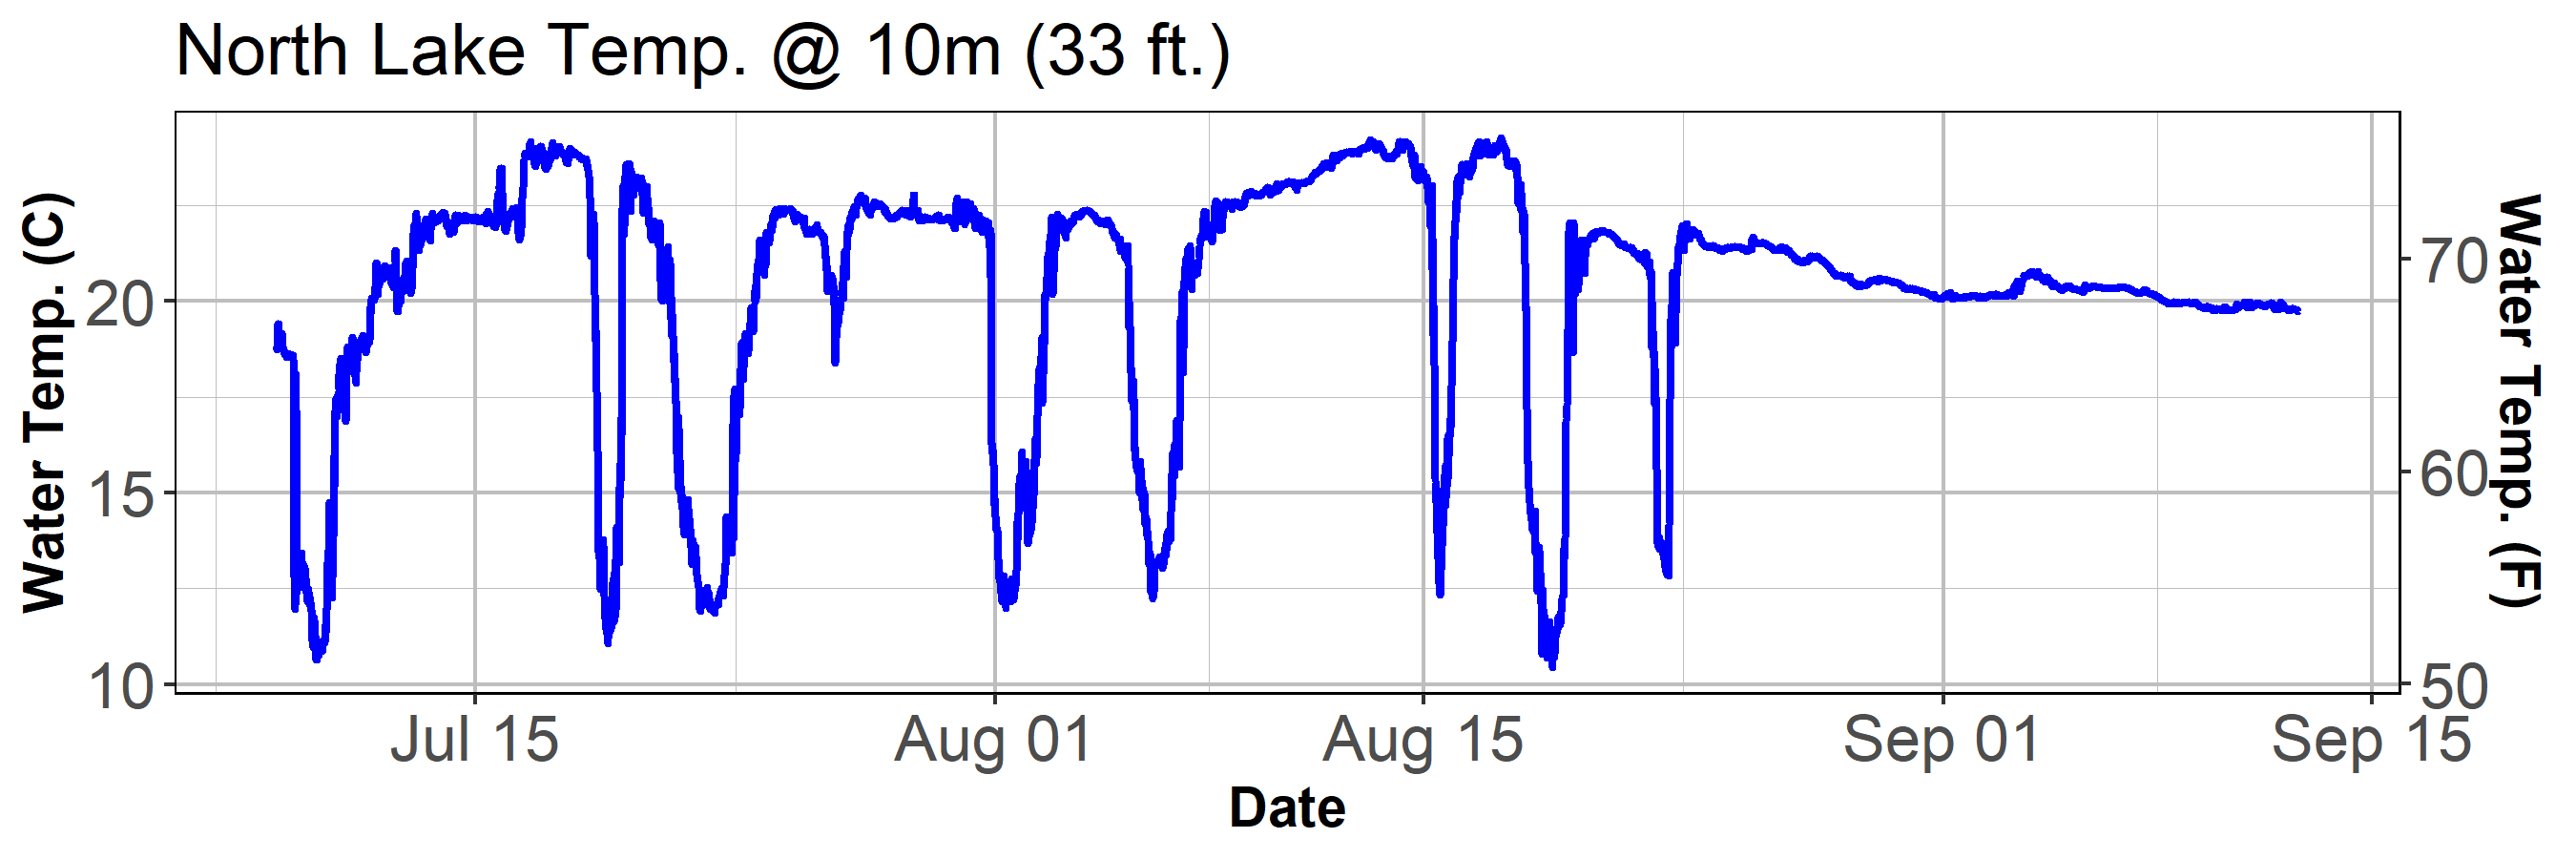 North Lake Temp. @ 10m (33 ft.)
Water Temp. (C)
20
15
10
70
60
50
Water Temp. (F)
Jul 15
Aug 01
Aug 15
Sep 01
Sep 15
Date